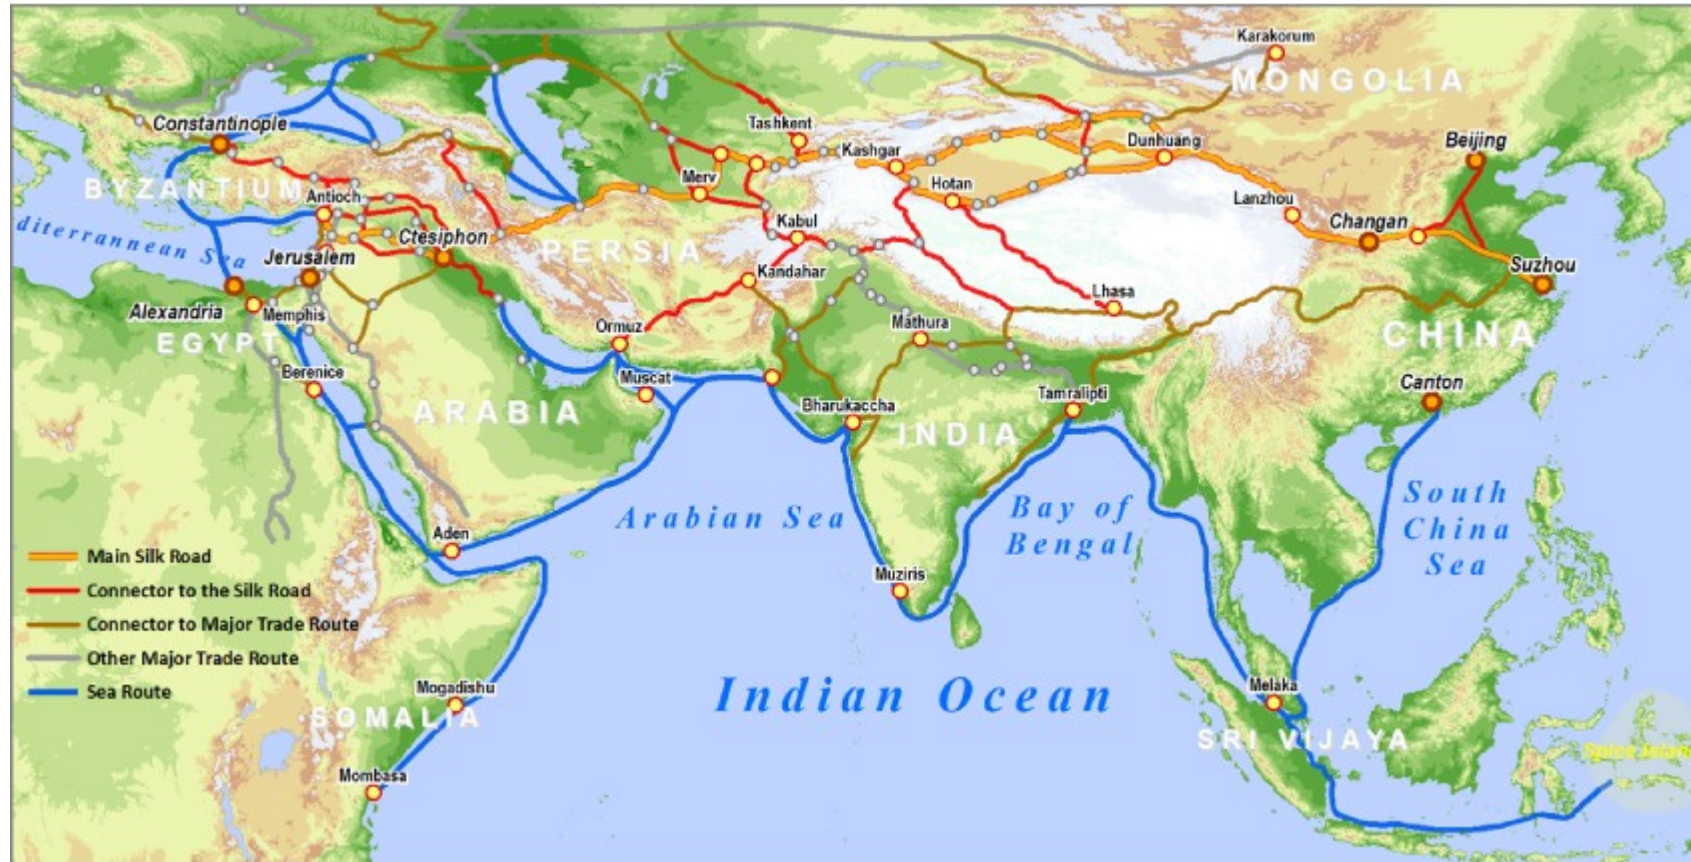 Karakorum
MONGOLIA
Constantinople
Tashkent
Kashgar
Dunhuang
Beijing
BYZANTIUM
Antioch
Merv
Hotan
Lanzhou
Changan
diterrannean Sea
Ctesiphon
Kabul
PERSIA
Jerusalem
Kandahar
Suzhou
Alexandria
Memphis
Lhasa
EGYPT
Ormuz
Mathura
CHINA
Berenice
Muscat
Canton
ARABIA
Bharukaccha
Tamralipti
INDIA
Arabian Sea
Bay of
Bengal
South
China
Sea
Aden
Main Silk Road
Connector to the Silk Road
Connector to Major Trade Route
Other Major Trade Route
Sea Route
Muziris
Mogadishu
SOMALIA
Indian Ocean
Melaka
SRI VIJAYA
Spice Islan
Mombasa